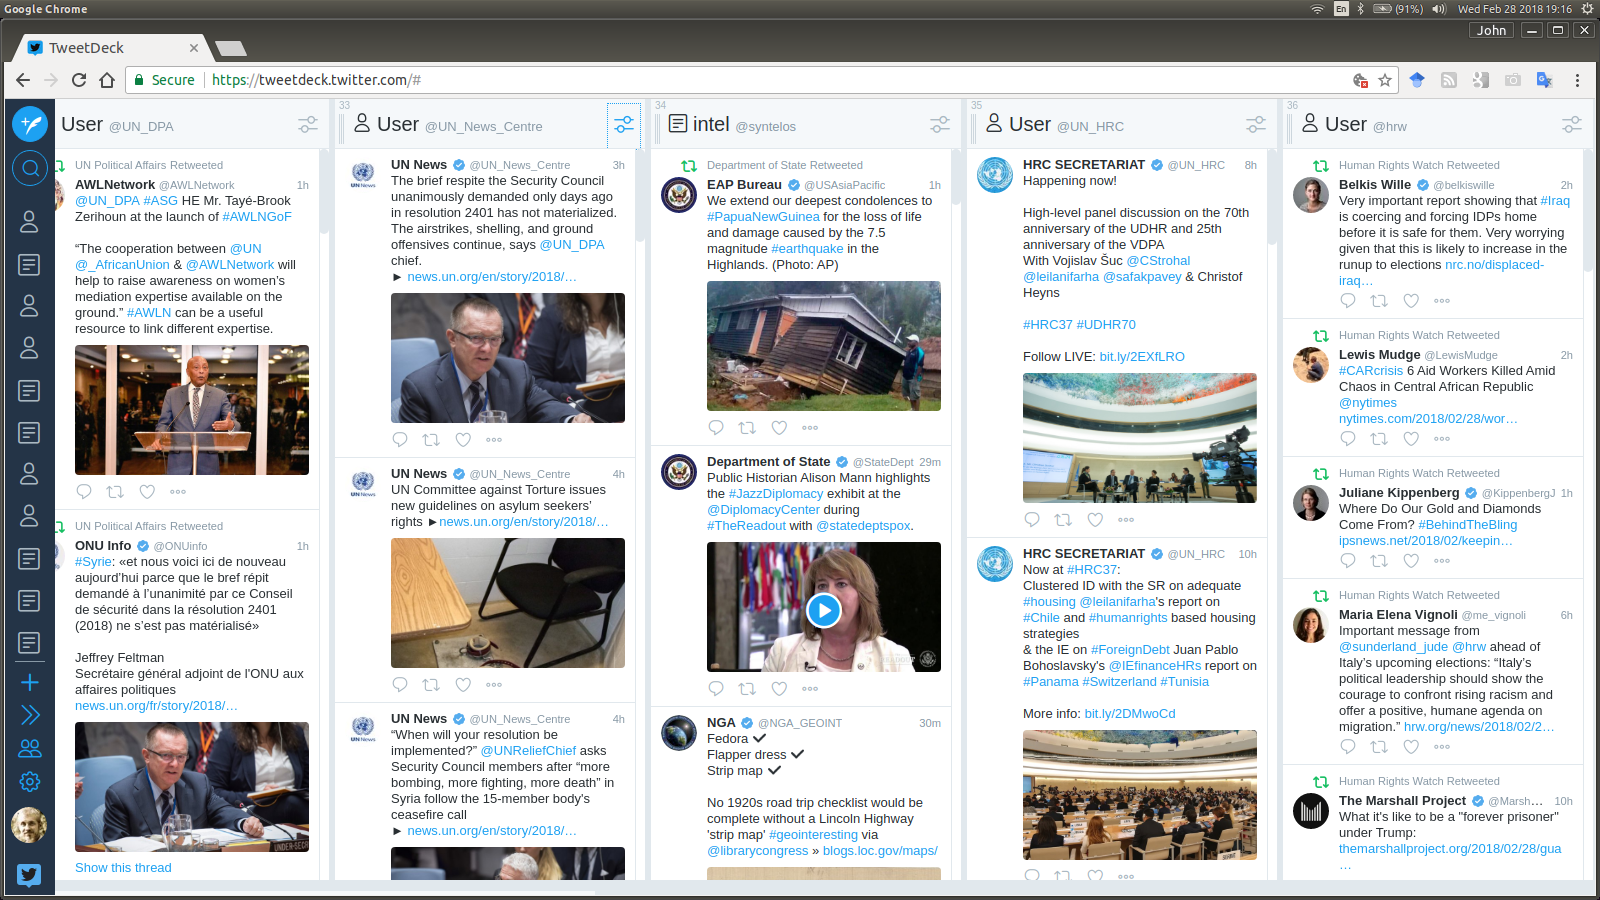 Google Chrome
En
(91%)
Wed Feb 28 2018 19:16
John
TweetDeck
Secure
https://tweetdeck.twitter.com/#
User @UN_DPA
UN Political Affairs Retweeted
AWLNetwork @AWLNetwork 1h
@UN_DPA #ASG HE Mr. Tayé-Brook
Zerihoun at the launch of #AWLNGoF
“The cooperation between @UN
@_AfricanUnion & @AWLNetwork will
help to raise awareness on women’s
mediation expertise available on the
ground.” #AWLN can be a useful
resource to link different expertise.
UN Political Affairs Retweeted
ONU Info @ONUinfo 1h
#Syrie: «et nous voici ici de nouveau
aujourd’hui parce que le bref répit
demandé à l’unanimité par ce Conseil
de sécurité dans la résolution 2401
(2018) ne s’est pas matérialisé»
Jeffrey Feltman
Secrétaire général adjoint de l'ONU aux
affaires politiques
news.un.org/fr/story/2018/…
UNDER-SEC
Show this thread
33
User @UN_News_Centre
UN News @UN_News_Centre 3h
The brief respite the Security Council
unanimously demanded only days ago
in resolution 2401 has not materialized.
The airstrikes, shelling, and ground
offensives continue, says @UN_DPA
chief.
► news.un.org/en/story/2018/…
UN News @UN_News_Centre 4h
UN Committee against Torture issues
new guidelines on asylum seekers’
rights ►news.un.org/en/story/2018/…
UN News @UN_News_Centre 4h
“When will your resolution be
implemented?” @UNReliefChief asks
Security Council members after “more
bombing, more fighting, more death” in
Syria follow the 15-member body's
ceasefire call
► news.un.org/en/story/2018/…
34
intel @syntelos
Department of State Retweeted
EAP Bureau @USAsiaPacific 1h
We extend our deepest condolences to
#PapuaNewGuinea for the loss of life
and damage caused by the 7.5
magnitude #earthquake in the
Highlands. (Photo: AP)
Department of State @StateDept 29m
Public Historian Alison Mann highlights
the #JazzDiplomacy exhibit at the
@DiplomacyCenter during
#TheReadout with @statedeptspox.
NGA @NGA_GEOINT 30m
Fedora ✔
Flapper dress ✔
Strip map ✔
No 1920s road trip checklist would be
complete without a Lincoln Highway
'strip map' #geointeresting via
@librarycongress » blogs.loc.gov/maps/
35
User @UN_HRC
HRC SECRETARIAT @UN_HRC 8h
Happening now!
High-level panel discussion on the 70th
anniversary of the UDHR and 25th
anniversary of the VDPA
With Vojislav Šuc @CStrohal
@leilanifarha @safakpavey & Christof
Heyns
#HRC37 #UDHR70
Follow LIVE: bit.ly/2EXfLRO
HRC SECRETARIAT @UN_HRC 10h
Now at #HRC37:
Clustered ID with the SR on adequate
#housing @leilanifarha's report on
#Chile and #humanrights based housing
strategies
& the IE on #ForeignDebt Juan Pablo
Bohoslavsky's @IEfinanceHRs report on
#Panama #Switzerland #Tunisia
More info: bit.ly/2DMwoCd
36
User @hrw
Human Rights Watch Retweeted
Belkis Wille @belkiswille 2h
Very important report showing that #Iraq
is coercing and forcing IDPs home
before it is safe for them. Very worrying
given that this is likely to increase in the
runup to elections nrc.no/displaced-
iraq…
Human Rights Watch Retweeted
Lewis Mudge @LewisMudge 2h
#CARcrisis 6 Aid Workers Killed Amid
Chaos in Central African Republic
@nytimes
nytimes.com/2018/02/28/wor…
Human Rights Watch Retweeted
Juliane Kippenberg @KippenbergJ 1h
Where Do Our Gold and Diamonds
Come From? #BehindTheBling
ipsnews.net/2018/02/keepin…
Human Rights Watch Retweeted
Maria Elena Vignoli @me_vignoli 6h
Important message from
@sunderland_jude @hrw ahead of
Italy’s upcoming elections: “Italy’s
political leadership should show the
courage to confront rising racism and
offer a positive, humane agenda on
migration.” hrw.org/news/2018/02/2…
Human Rights Watch Retweeted
The Marshall Project @Marsh… 10h
What it's like to be a "forever prisoner"
under Trump:
themarshallproject.org/2018/02/28/gua
…